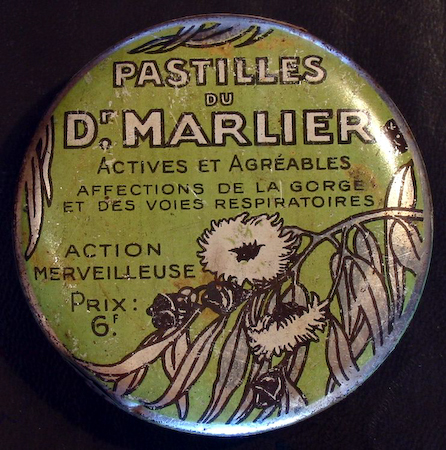 PASTILLES
DU
Dr. MARLIER
ACTIVES ET AGRÉABLES
AFFECTIONS DE LA GORGE
ET DES VOIES RESPIRATOIRES
ACTION
MERVEILLEUSE
PRIX:
6F